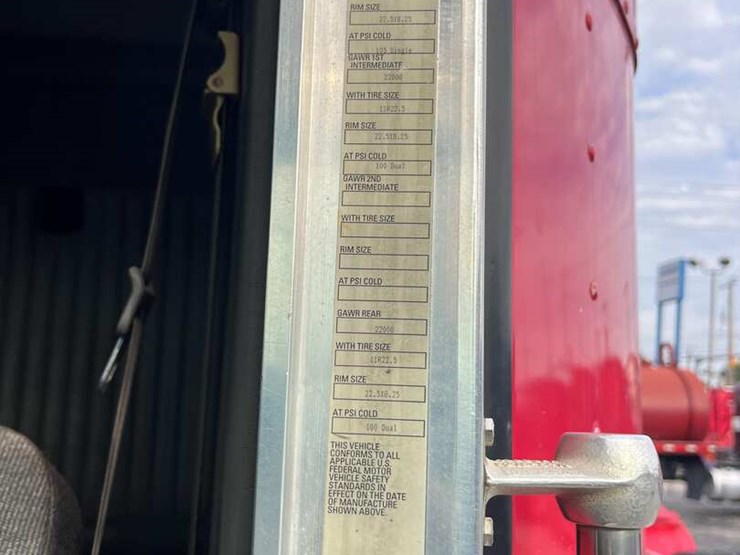 RIM SIZE
22.5X8.25
AT PSI COLD
105 Single
GAWR 1ST
INTERMEDIATE
22000
WITH TIRE SIZE
11R22.5
RIM SIZE
22.5X8.25
AT PSI COLD
100 Dual
GAWR 2ND
INTERMEDIATE
WITH TIRE SIZE
RIM SIZE
AT PSI COLD
GAWR REAR
22000
WITH TIRE SIZE
11R22.5
RIM SIZE
22.5X8.25
AT PSI COLD
100 Dual
THIS VEHICLE
CONFORMS TO ALL
APPLICABLE U.S.
FEDERAL MOTOR
VEHICLE SAFETY
STANDARDS IN
EFFECT ON THE DATE
OF MANUFACTURE
SHOWN ABOVE.